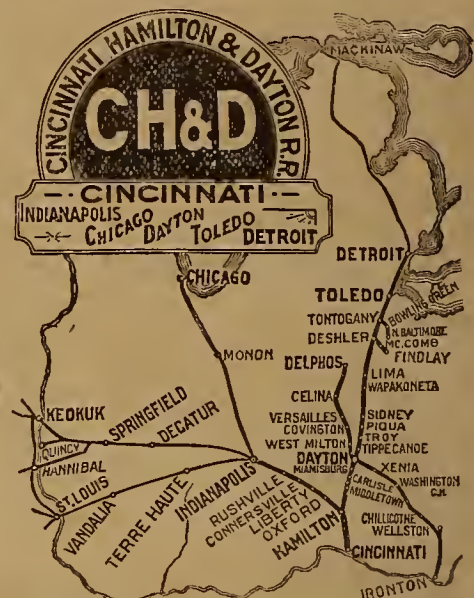 CINCINNATI HAMILTON & DAYTON R.R.
CH&D
CINCINNATI
INDIANAPOLIS
CHICAGO DAYTON TOLEDO DETROIT
MACKINAW
DETROIT
CHICAGO
TOLEDO
BOWLING GREEN
TONTOGANY
N. BALTIMORE
DESHLER
MC. COMB
FINDLAY
MONON
DELPHOS
LIMA
WAPAKONETA
CELINA
KEOKUK
SPRINGFIELD
DECATUR
VERSAILLES
COVINGTON
WEST MILTON
SIDNEY
PIQUA
TROY
TIPPECANOE
QUINCY
HANNIBAL
DAYTON
MIAMISBURG
XENIA
WASHINGTON
C.H.
CARLISLE
MIDDLETOWN
ST. LOUIS
VANDALIA
TERRE HAUTE
INDIANAPOLIS
RUSHVILLE
CONNERSVILLE
LIBERTY
OXFORD
HAMILTON
CHILLICOTHE
WELLSTON
CINCINNATI
IRONTON